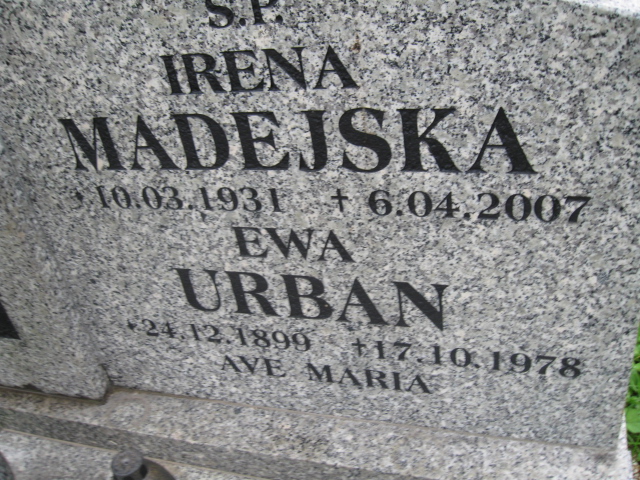 S.P.
IRENA
MADEJSKA
*10.03.1931 † 6.04.2007
EWA
URBAN
*24.12.1899 †17.10.1978
AVE MARIA